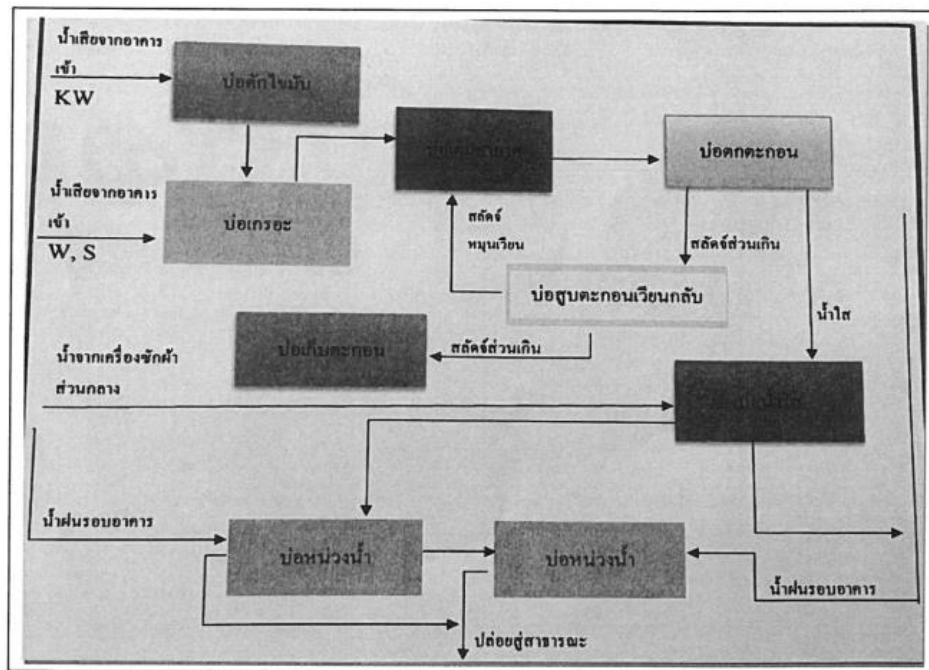 น้ำเสียจากอาคาร
เข้า
KW
บ่อดักไขมัน
บ่อเติมอากาศ
บ่อตกตะกอน
น้ำเสียจากอาคาร
เข้า
W, S
บ่อเกรอะ
สลัดจ์
หมุนเวียน
สลัดจ์ส่วนเกิน
บ่อสูบตะกอนเวียนกลับ
น้ำใส
บ่อเก็บตะกอน
สลัดจ์ส่วนเกิน
น้ำจากเครื่องซักผ้า
ส่วนกลาง
น้ำฝนรอบอาคาร
บ่อหน่วงน้ำ
บ่อหน่วงน้ำ
น้ำฝนรอบอาคาร
ปล่อยสู่สาธารณะ